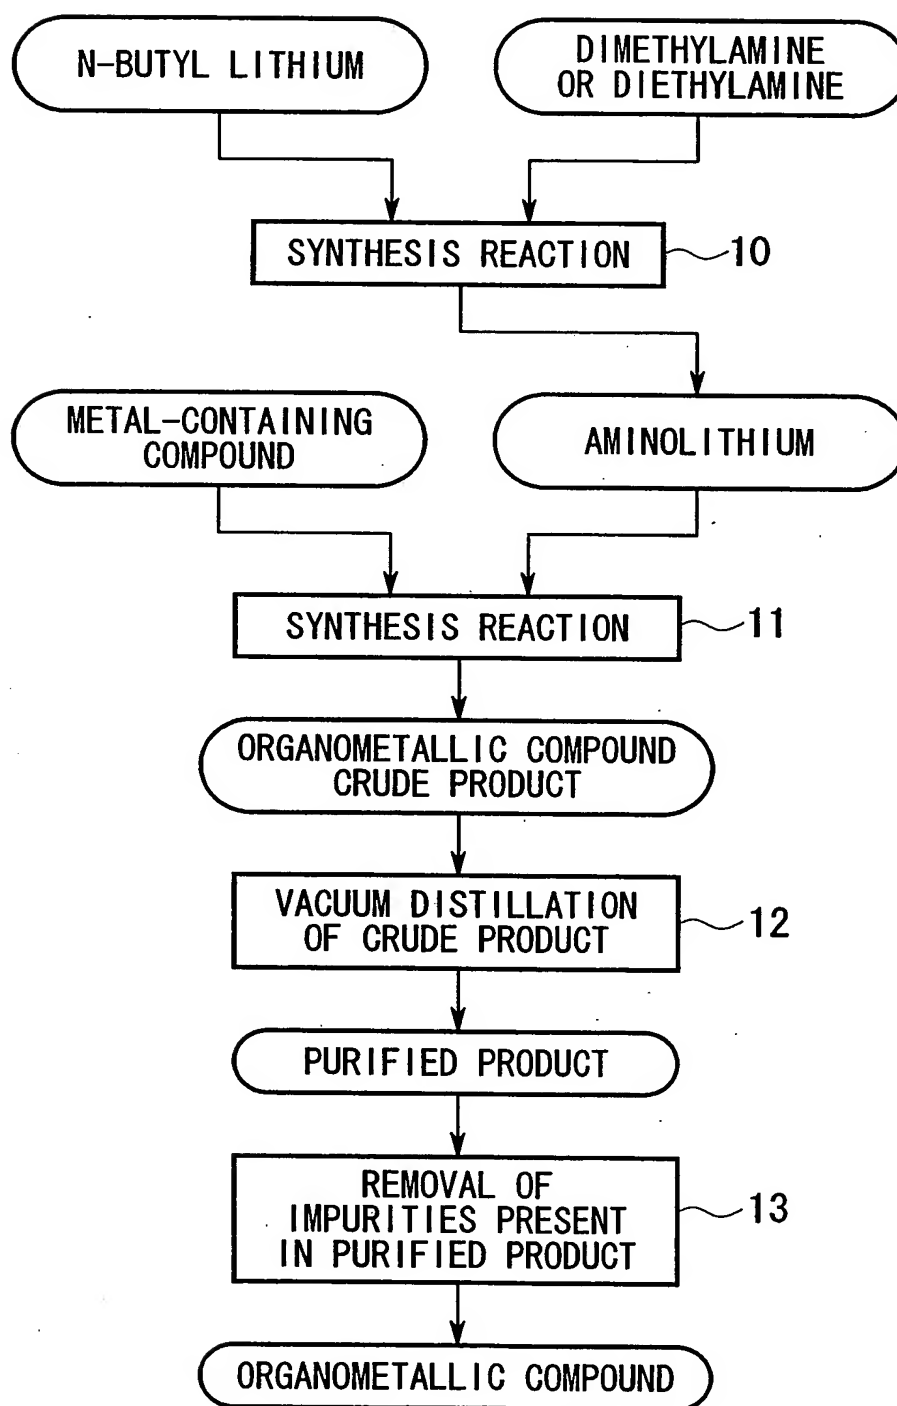 N-BUTYL LITHIUM
DIMETHYLAMINE
OR DIETHYLAMINE
SYNTHESIS REACTION
10
METAL-CONTAINING
COMPOUND
AMINOLITHIUM
SYNTHESIS REACTION
11
ORGANOMETALLIC COMPOUND
CRUDE PRODUCT
VACUUM DISTILLATION
OF CRUDE PRODUCT
12
PURIFIED PRODUCT
REMOVAL OF
IMPURITIES PRESENT
IN PURIFIED PRODUCT
13
ORGANOMETALLIC COMPOUND